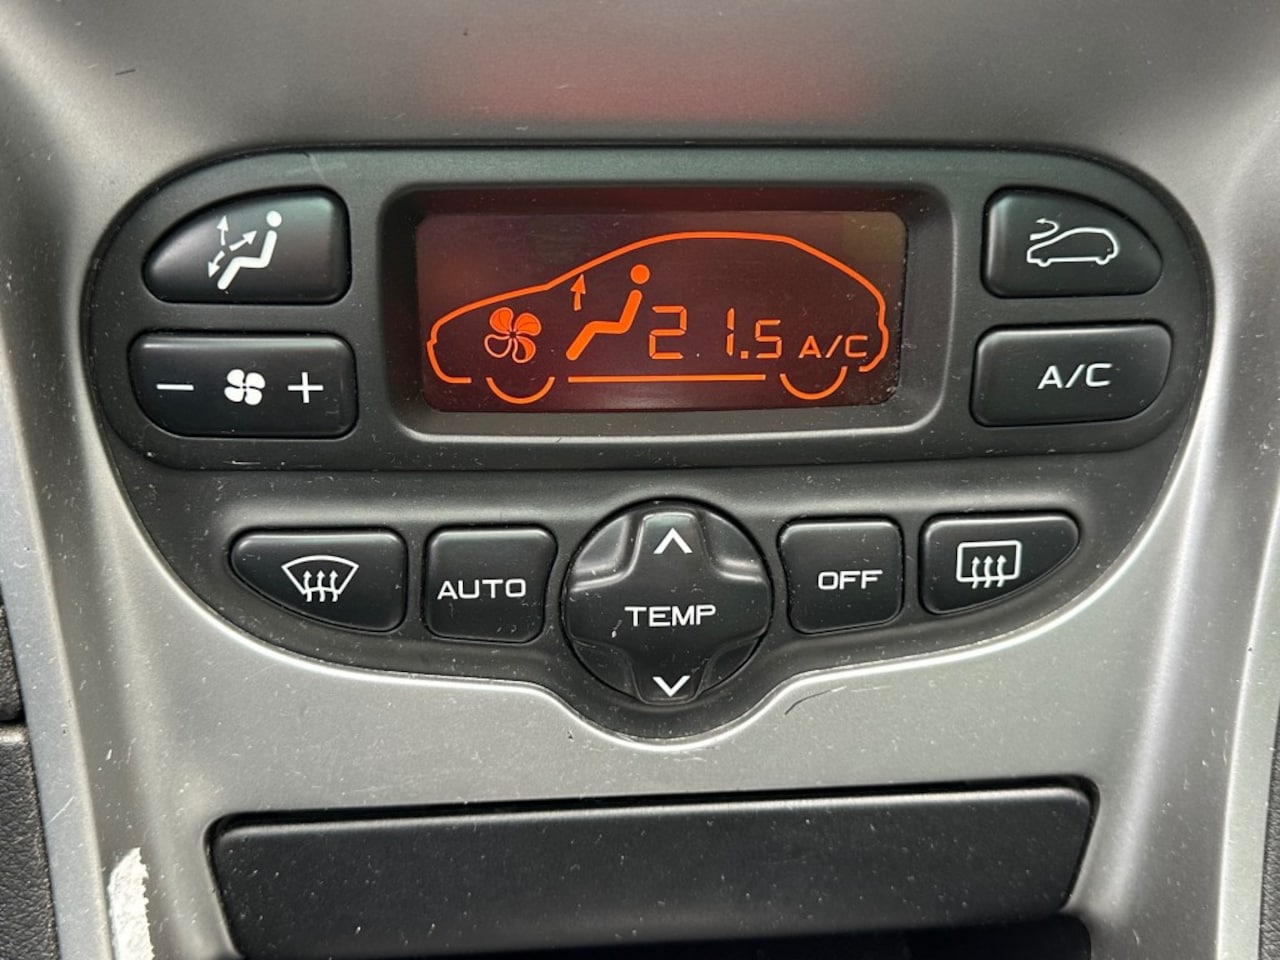 21.5 A/C
− +
A/C
AUTO
TEMP
OFF